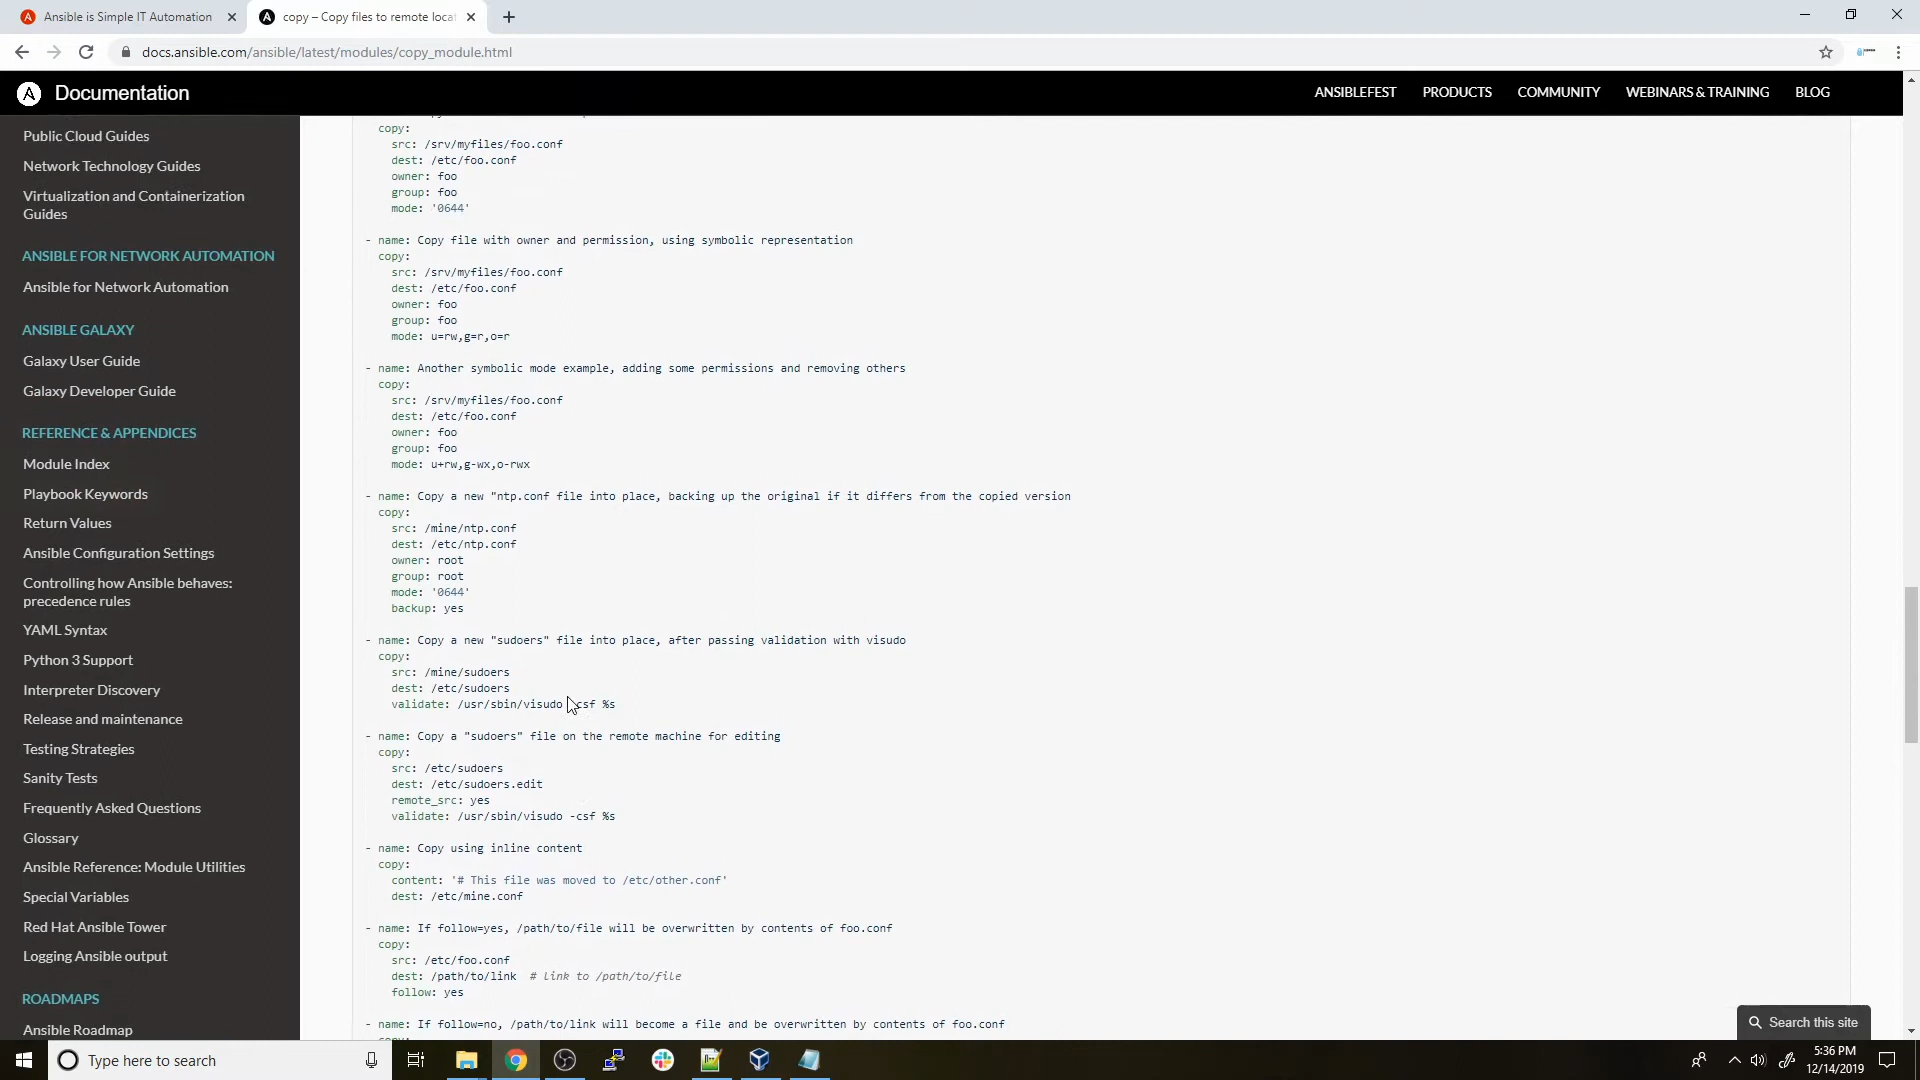 Ansible is Simple IT Automation
copy – Copy files to remote locat
docs.ansible.com/ansible/latest/modules/copy_module.html
Documentation
ANSIBLEFEST
PRODUCTS
COMMUNITY
WEBINARS & TRAINING
BLOG
Public Cloud Guides
Network Technology Guides
Virtualization and Containerization
Guides
ANSIBLE FOR NETWORK AUTOMATION
Ansible for Network Automation
ANSIBLE GALAXY
Galaxy User Guide
Galaxy Developer Guide
REFERENCE & APPENDICES
Module Index
Playbook Keywords
Return Values
Ansible Configuration Settings
Controlling how Ansible behaves:
precedence rules
YAML Syntax
Python 3 Support
Interpreter Discovery
Release and maintenance
Testing Strategies
Sanity Tests
Frequently Asked Questions
Glossary
Ansible Reference: Module Utilities
Special Variables
Red Hat Ansible Tower
Logging Ansible output
ROADMAPS
Ansible Roadmap
copy:
src: /srv/myfiles/foo.conf
dest: /etc/foo.conf
owner: foo
group: foo
mode: '0644'
- name: Copy file with owner and permission, using symbolic representation
copy:
src: /srv/myfiles/foo.conf
dest: /etc/foo.conf
owner: foo
group: foo
mode: u=rw,g=r,o=r
- name: Another symbolic mode example, adding some permissions and removing others
copy:
src: /srv/myfiles/foo.conf
dest: /etc/foo.conf
owner: foo
group: foo
mode: u+rw,g-wx,o-rwx
- name: Copy a new "ntp.conf file into place, backing up the original if it differs from the copied version
copy:
src: /mine/ntp.conf
dest: /etc/ntp.conf
owner: root
group: root
mode: '0644'
backup: yes
- name: Copy a new "sudoers" file into place, after passing validation with visudo
copy:
src: /mine/sudoers
dest: /etc/sudoers
validate: /usr/sbin/visudo -csf %s
- name: Copy a "sudoers" file on the remote machine for editing
copy:
src: /etc/sudoers
dest: /etc/sudoers.edit
remote_src: yes
validate: /usr/sbin/visudo -csf %s
- name: Copy using inline content
copy:
content: '# This file was moved to /etc/other.conf'
dest: /etc/mine.conf
- name: If follow=yes, /path/to/file will be overwritten by contents of foo.conf
copy:
src: /etc/foo.conf
dest: /path/to/link # link to /path/to/file
follow: yes
- name: If follow=no, /path/to/link will become a file and be overwritten by contents of foo.conf
Search this site
Type here to search
5:36 PM
12/14/2019